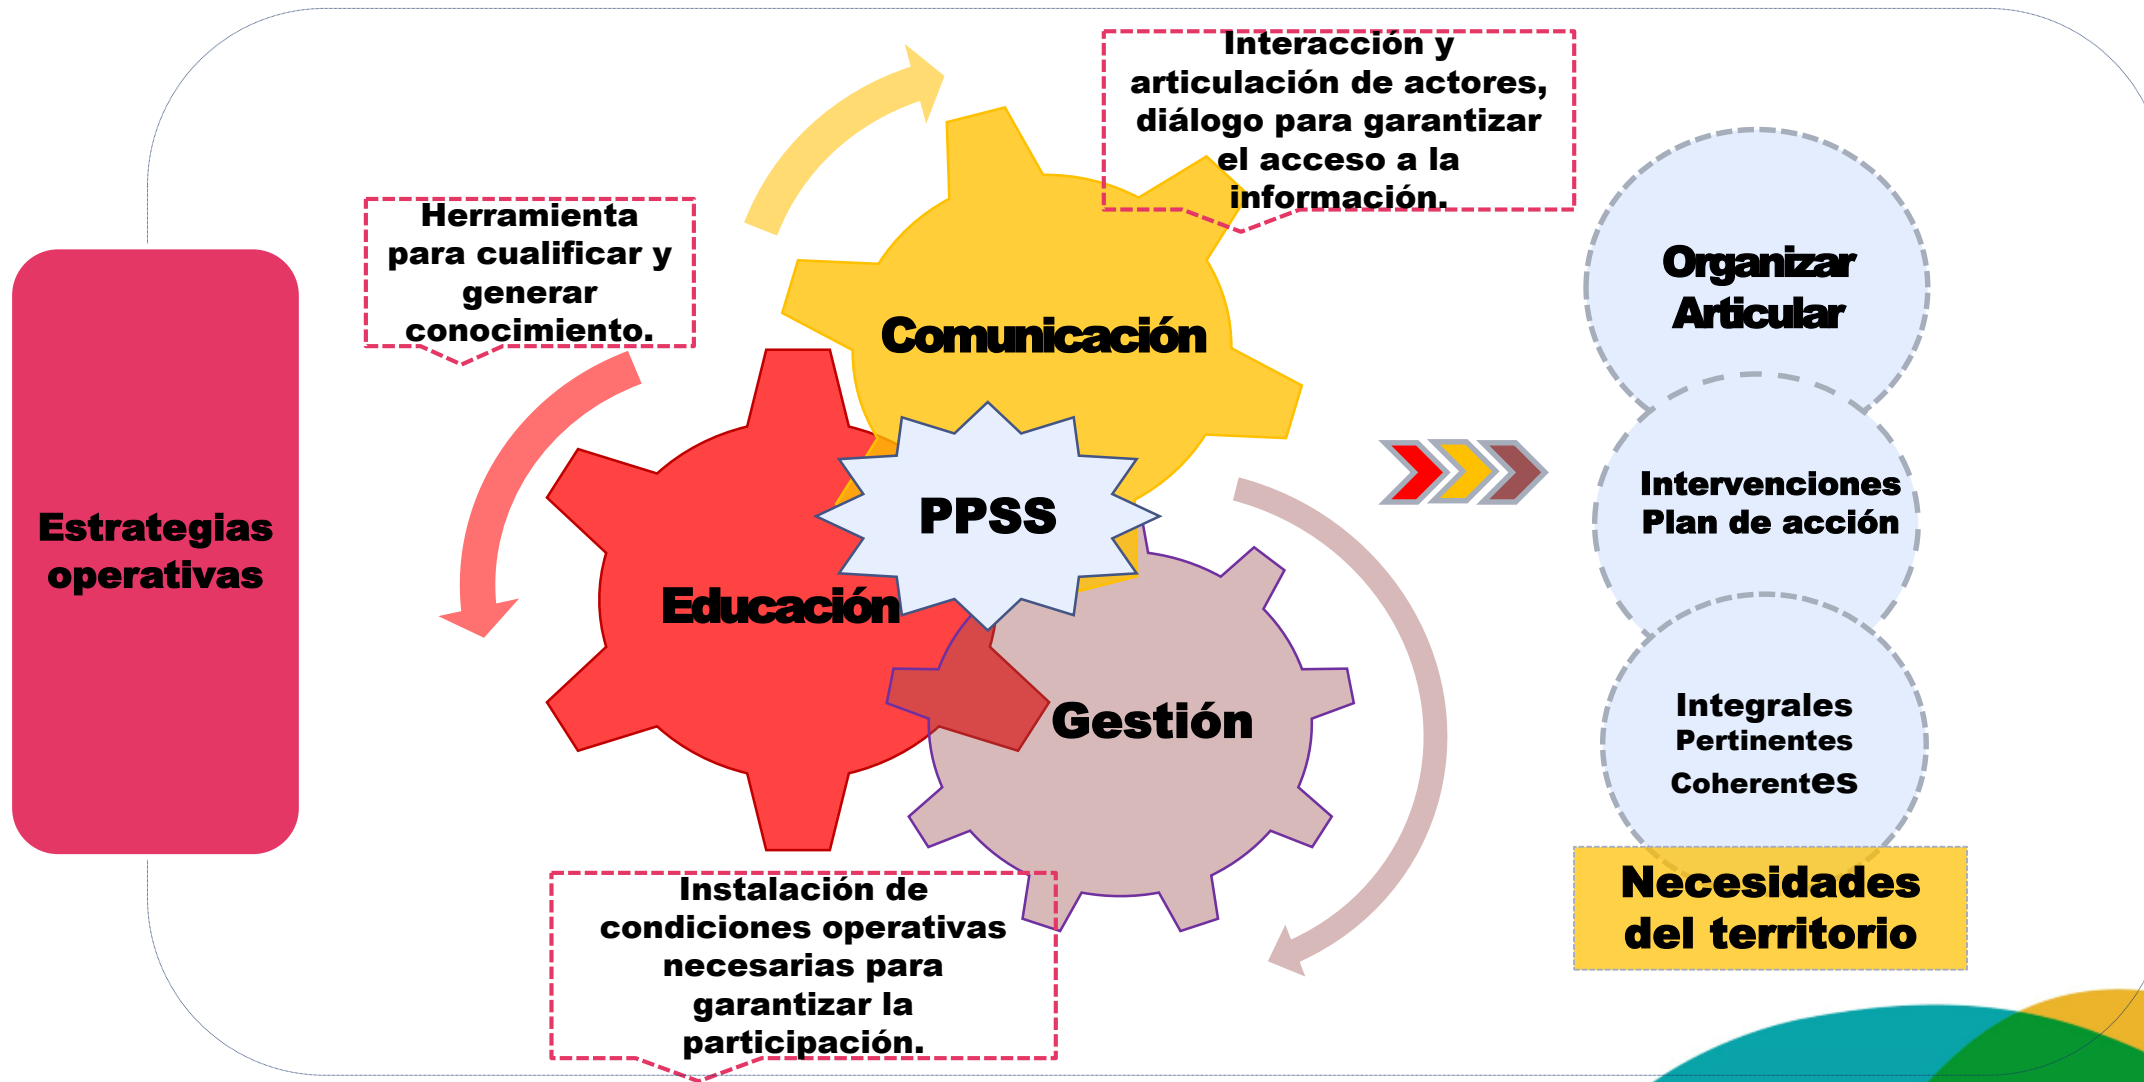 Estrategias
operativas
Herramienta
para cualificar y
generar
conocimiento.
Interacción y
articulación de actores,
diálogo para garantizar
el acceso a la
información.
Comunicación
PPSS
Educación
Gestión
Instalación de
condiciones operativas
necesarias para
garantizar la
participación.
Organizar
Articular
Intervenciones
Plan de acción
Integrales
Pertinentes
Coherentes
Necesidades
del territorio